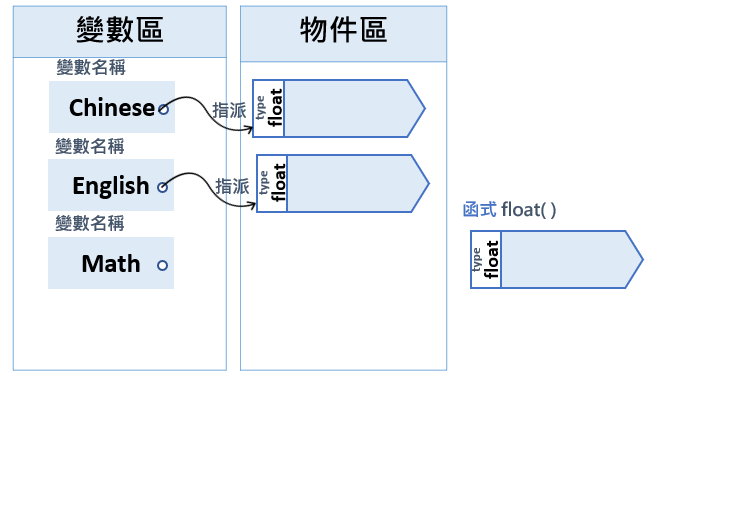 變數區
物件區
變數名稱
Chinese
指派
type
float
變數名稱
English
指派
type
float
變數名稱
Math
函式 float( )
type
float